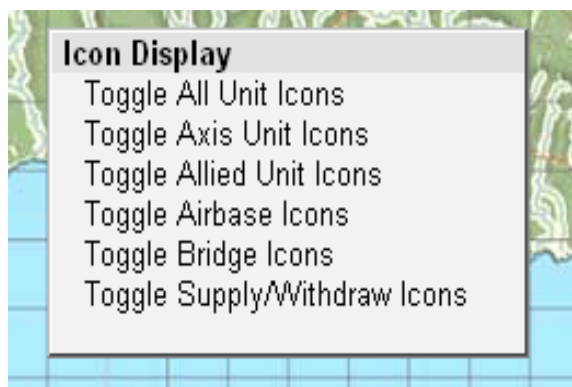 Icon Display
Toggle All Unit Icons
Toggle Axis Unit Icons
Toggle Allied Unit Icons
Toggle Airbase Icons
Toggle Bridge Icons
Toggle Supply/Withdraw Icons